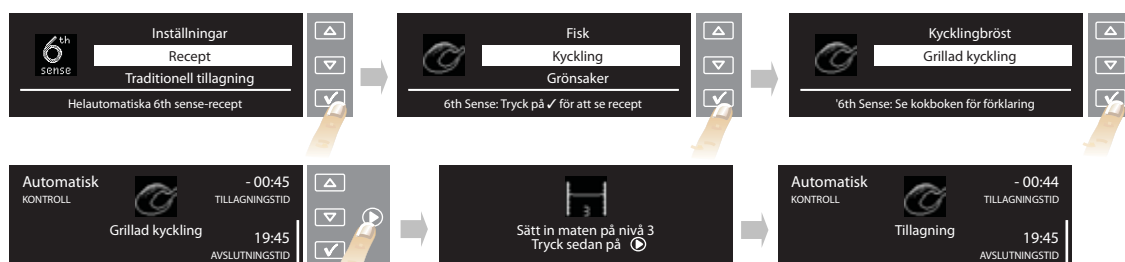 6th sense
Inställningar
Recept
Traditionell tillagning
Helautomatiska 6th sense-recept
Fisk
Kyckling
Grönsaker
6th Sense: Tryck på ✓ för att se recept
Kycklingbröst
Grillad kyckling
'6th Sense: Se kokboken för förklaring
Automatisk
KONTROLL
Grillad kyckling
- 00:45
TILLAGNINGSTID
19:45
AVSLUTNINGSTID
3
Sätt in maten på nivå 3
Tryck sedan på
Automatisk
KONTROLL
Tillagning
- 00:44
TILLAGNINGSTID
19:45
AVSLUTNINGSTID